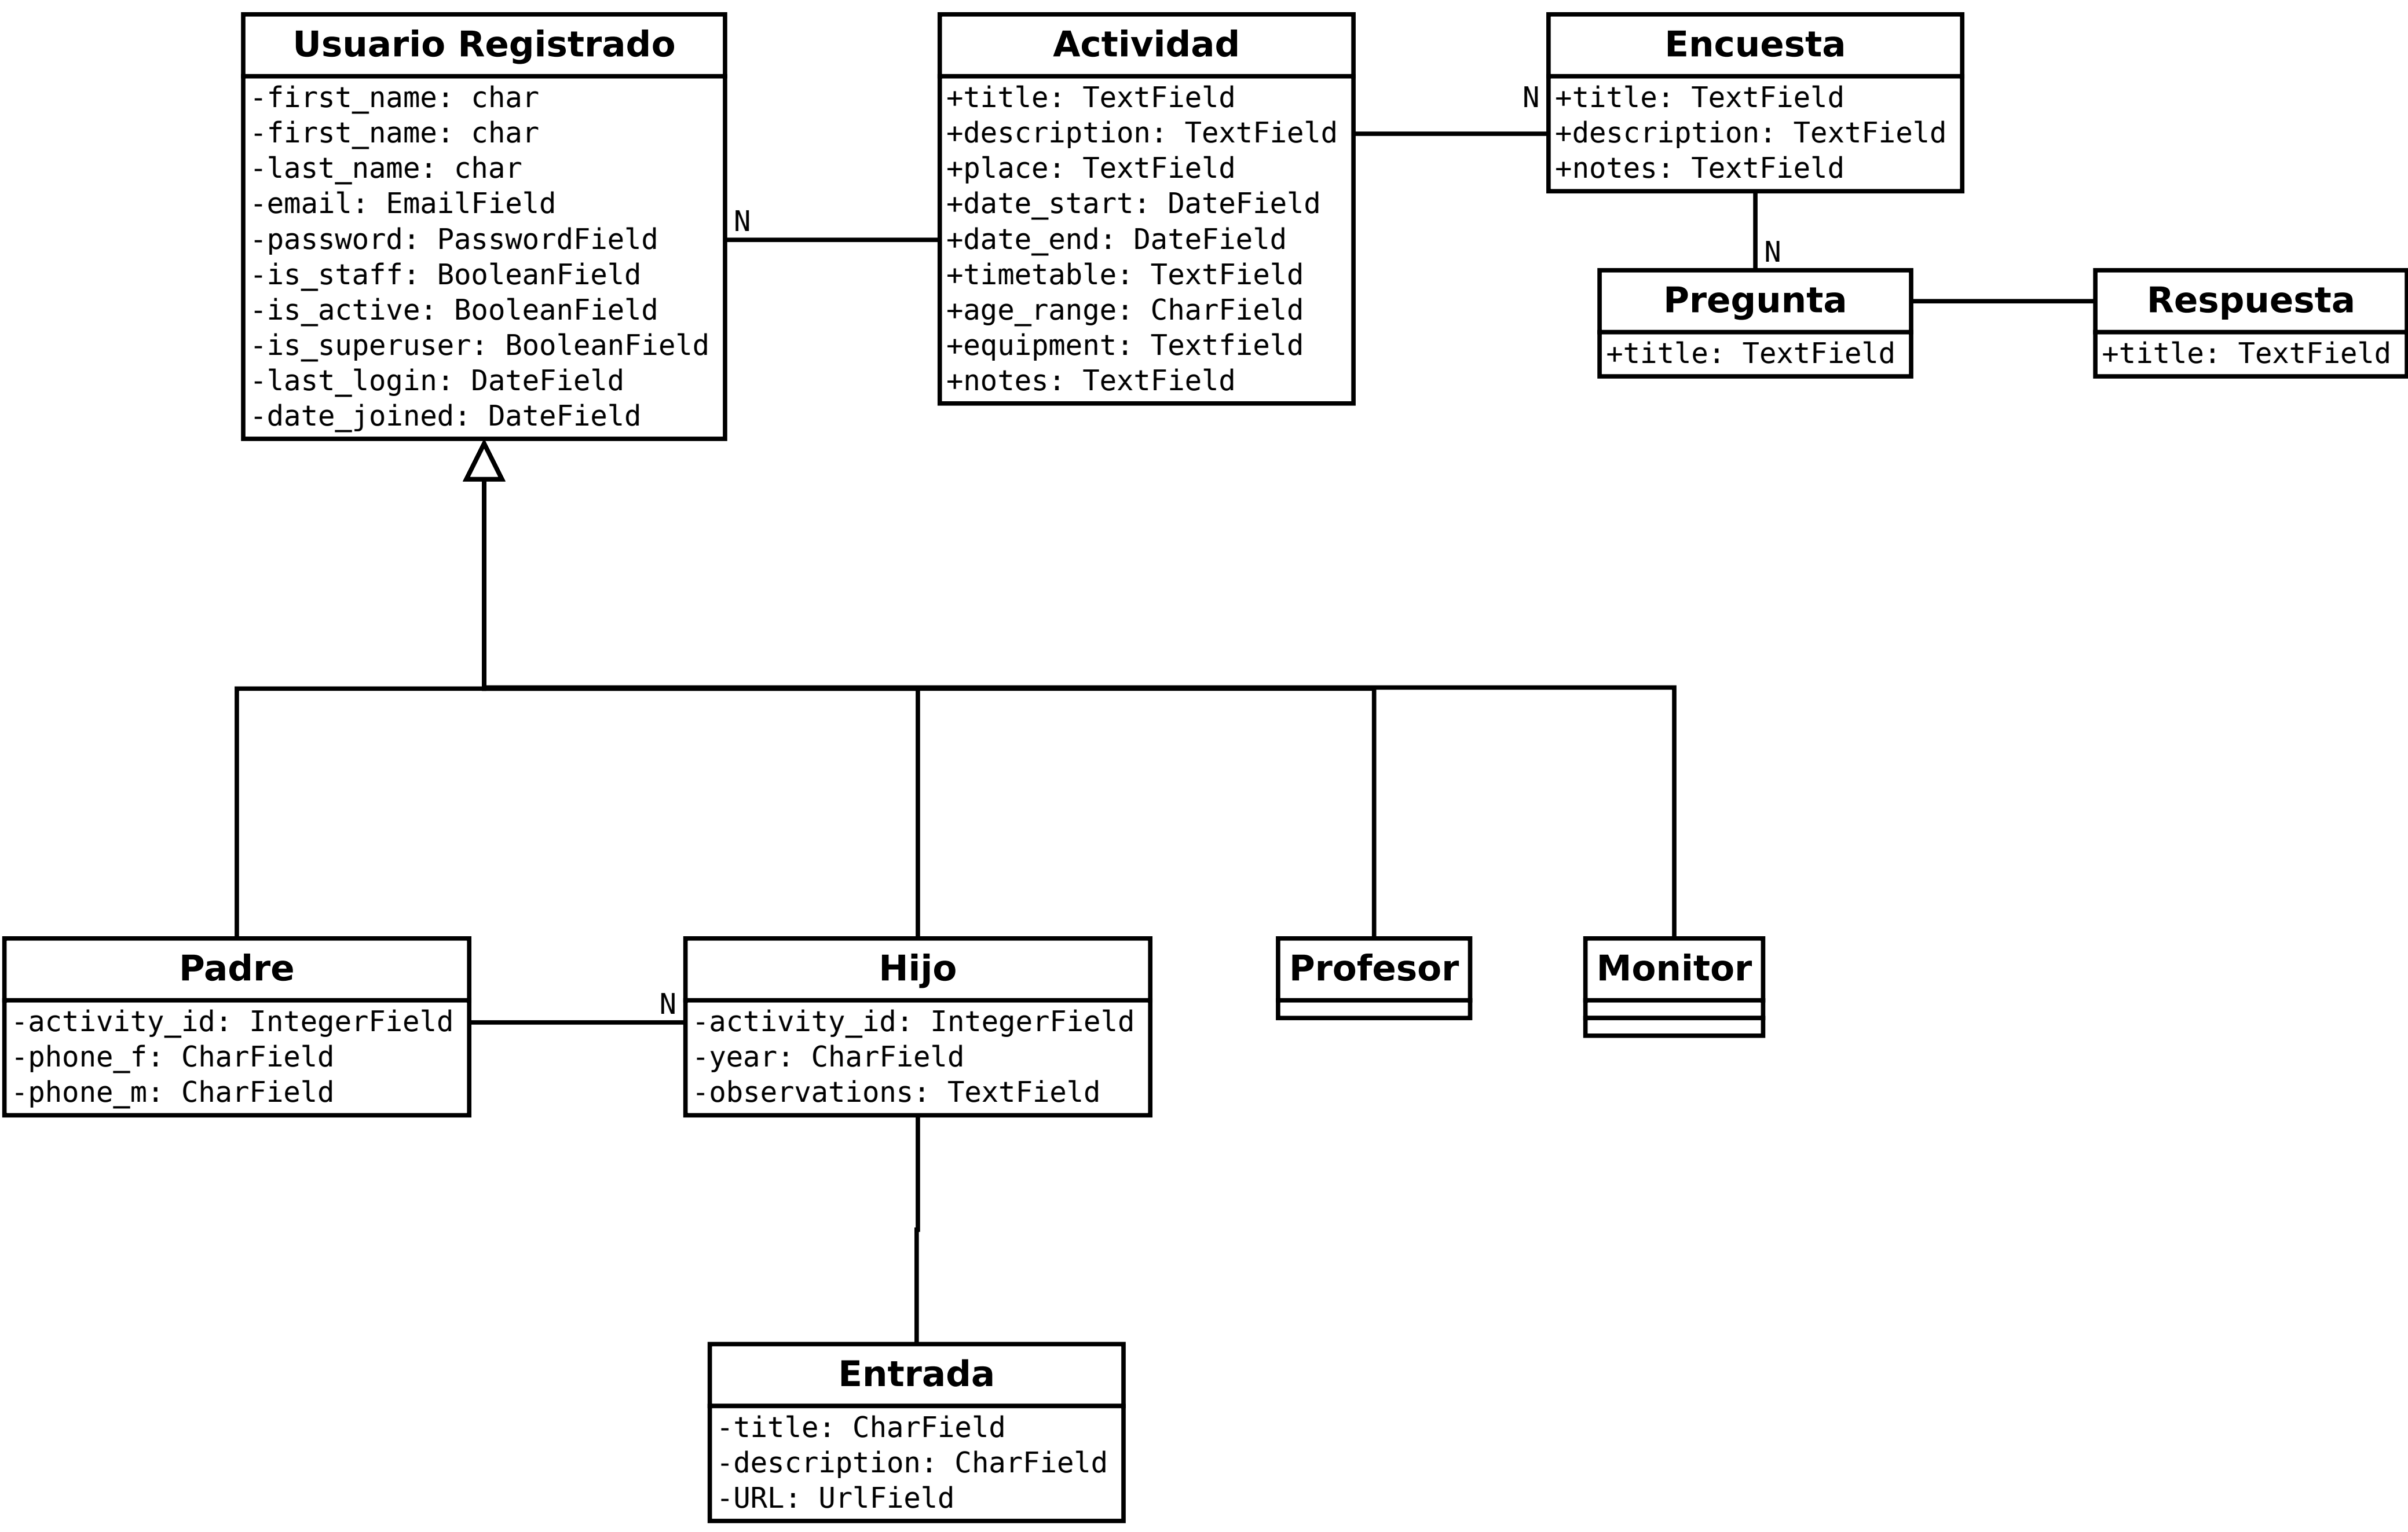 Usuario Registrado
-first_name: char
-first_name: char
-last_name: char
-email: EmailField
-password: PasswordField
-is_staff: BooleanField
-is_active: BooleanField
-is_superuser: BooleanField
-last_login: DateField
-date_joined: DateField
N
Actividad
+title: TextField
+description: TextField
+place: TextField
+date_start: DateField
+date_end: DateField
+timetable: TextField
+age_range: CharField
+equipment: Textfield
+notes: TextField
N
Encuesta
+title: TextField
+description: TextField
+notes: TextField
N
Pregunta
+title: TextField
Respuesta
+title: TextField
Padre
-activity_id: IntegerField
-phone_f: CharField
-phone_m: CharField
N
Hijo
-activity_id: IntegerField
-year: CharField
-observations: TextField
Profesor
Monitor
Entrada
-title: CharField
-description: CharField
-URL: UrlField